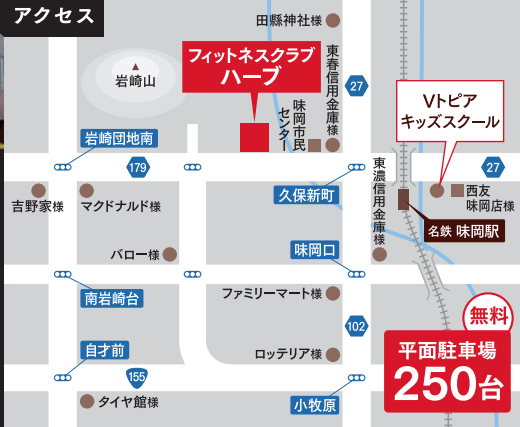 アクセス
田縣神社様
フィットネスクラブ
ハーブ
岩崎山
東春信用金庫様
27
味岡市民
センター
Vトピア
キッズスクール
岩崎団地南
179
27
久保新町
東濃信用金庫様
西友
味岡店様
吉野家様
マクドナルド様
名鉄 味岡駅
バロー様
味岡口
南岩崎台
ファミリーマート様
無料
102
自才前
ロッテリア様
平面駐車場
250台
155
タイヤ館様
小牧原